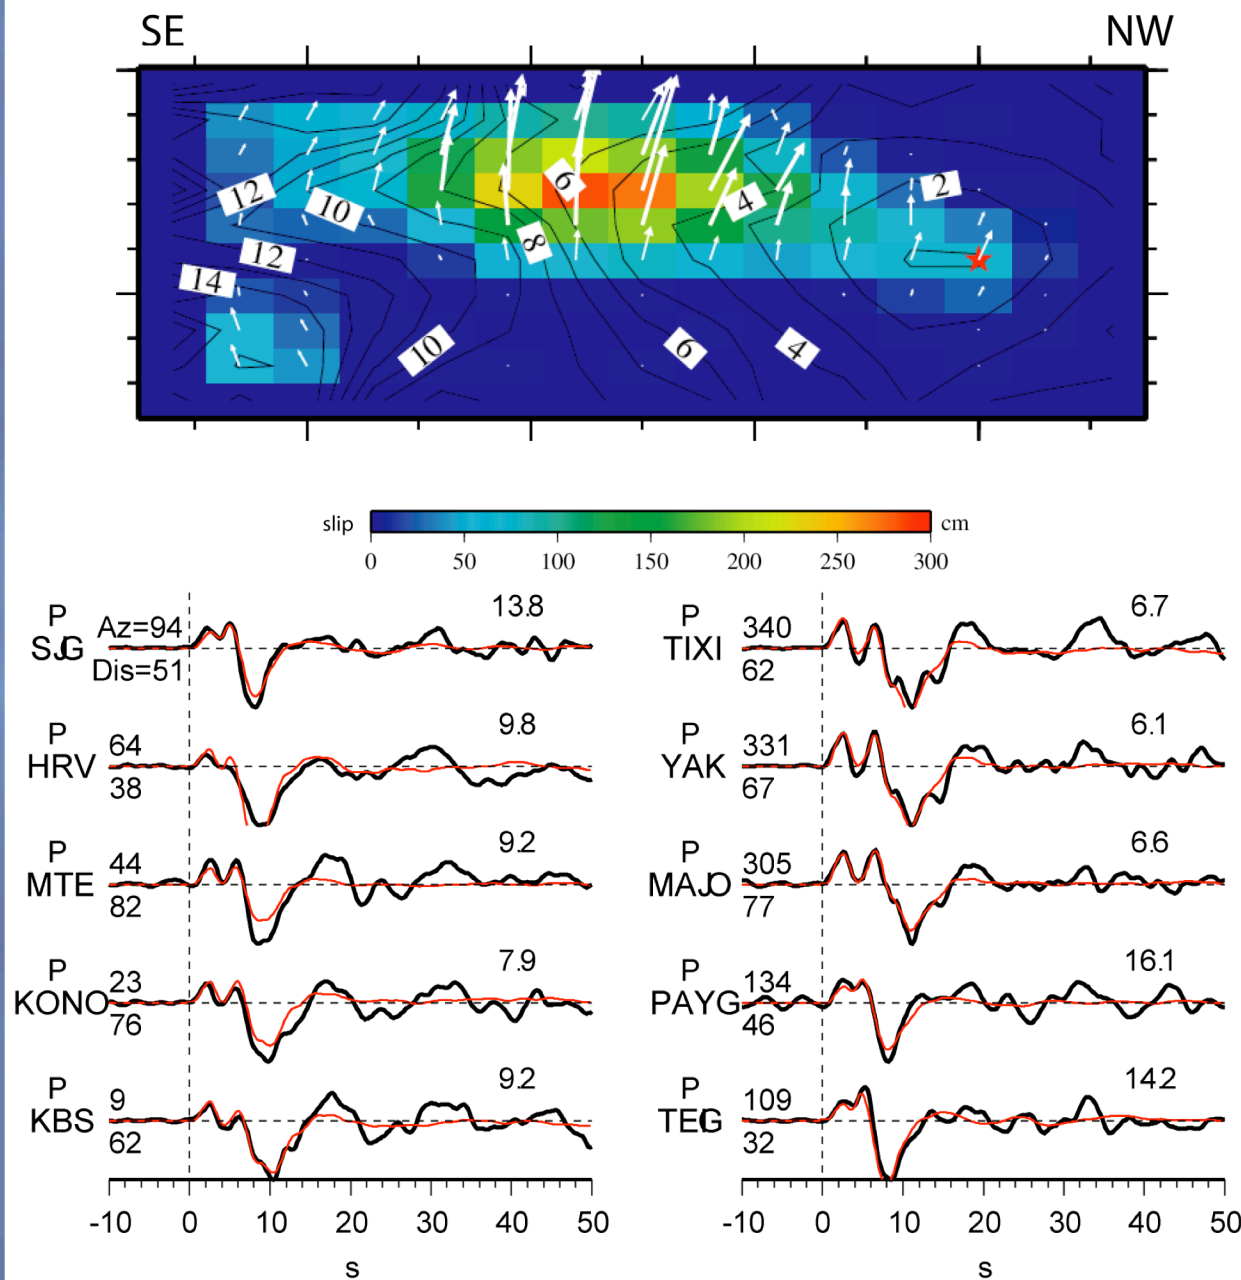 SE NW
12 10 6 4 2
8
12
14
10 6 4
slip cm
0 50 100 150 200 250 300
P 13.8
SJG Az=94
Dis=51
P 9.8
HRV 64
38
P 9.2
MTE 44
82
P 7.9
KONO 23
76
P 9.2
KBS 9
62
-10 0 10 20 30 40 50
s
P 6.7
TIXI 340
62
P 6.1
YAK 331
67
P 6.6
MAJO 305
77
P 16.1
PAYG 134
46
P 14.2
TEIG 109
32
-10 0 10 20 30 40 50
s